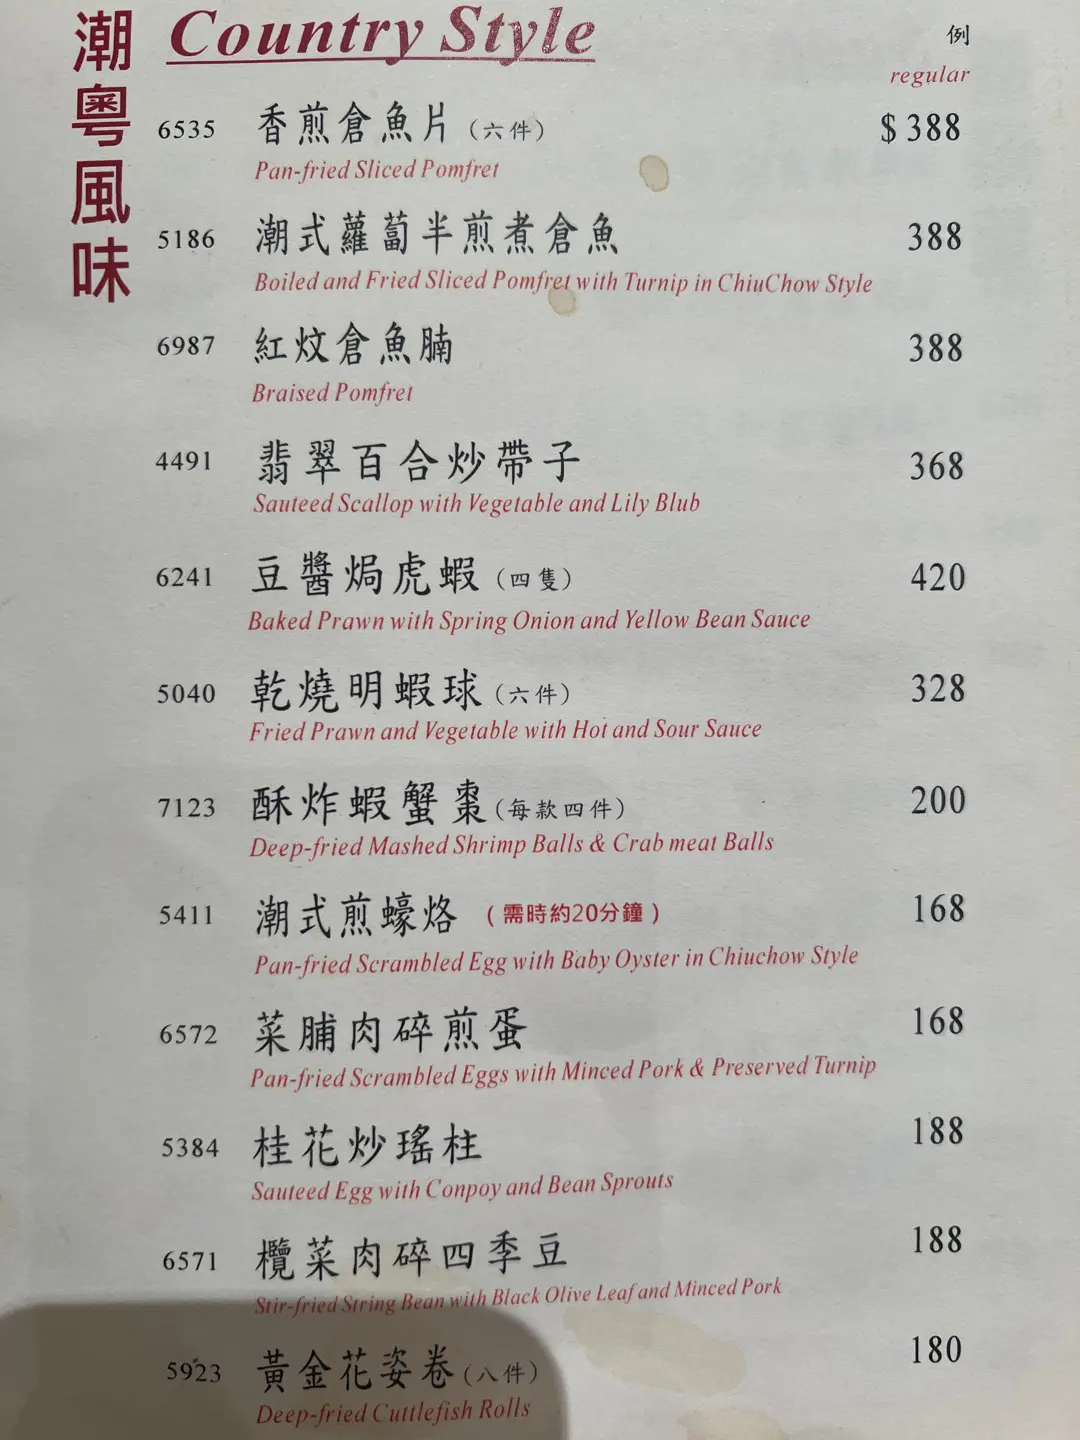 潮粵風味
Country Style
例
regular
6535 香煎倉魚片（六件） $ 388
Pan-fried Sliced Pomfret
5186 潮式蘿蔔半煎煮倉魚 388
Boiled and Fried Sliced Pomfret with Turnip in ChiuChow Style
6987 紅炆倉魚腩 388
Braised Pomfret
4491 翡翠百合炒帶子 368
Sauteed Scallop with Vegetable and Lily Blub
6241 豆醬焗虎蝦（四隻） 420
Baked Prawn with Spring Onion and Yellow Bean Sauce
5040 乾燒明蝦球（六件） 328
Fried Prawn and Vegetable with Hot and Sour Sauce
7123 酥炸蝦蟹棗（每款四件） 200
Deep-fried Mashed Shrimp Balls & Crab meat Balls
5411 潮式煎蠔烙 （需時約20分鐘） 168
Pan-fried Scrambled Egg with Baby Oyster in Chiuchow Style
6572 菜脯肉碎煎蛋 168
Pan-fried Scrambled Eggs with Minced Pork & Preserved Turnip
5384 桂花炒瑤柱 188
Sauteed Egg with Conpoy and Bean Sprouts
6571 欖菜肉碎四季豆 188
Stir-fried String Bean with Black Olive Leaf and Minced Pork
5923 黃金花姿卷（八件） 180
Deep-fried Cuttlefish Rolls